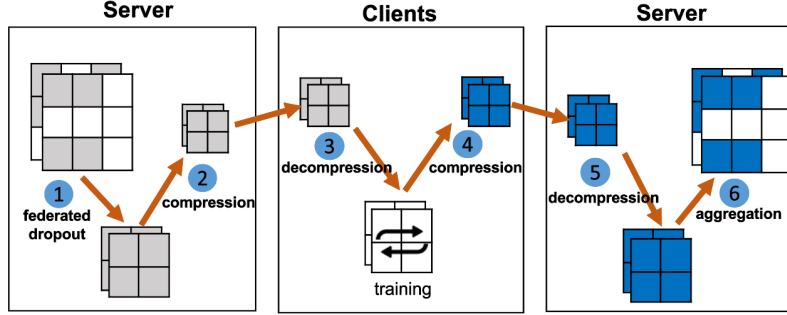 Server
Clients
Server
1
federated
dropout
2
compression
3
decompression
4
compression
training
5
decompression
6
aggregation